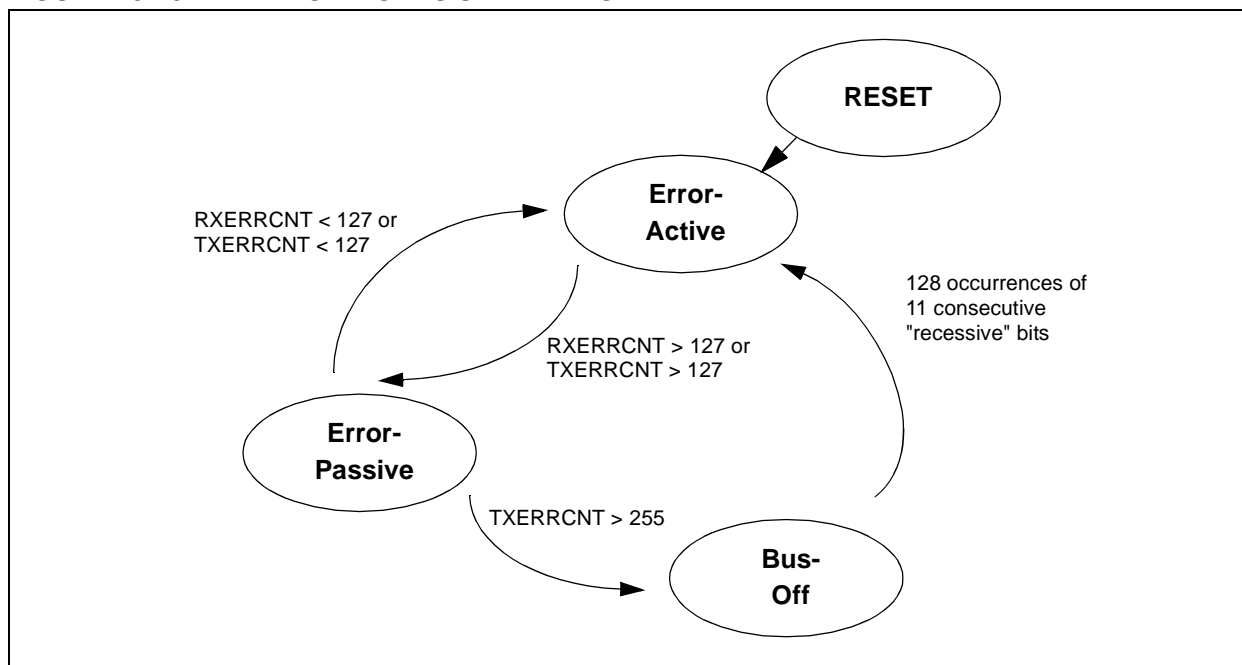 RESET
Error-
Active
RXERRCNT < 127 or
TXERRCNT < 127
128 occurrences of
11 consecutive
"recessive" bits
RXERRCNT > 127 or
TXERRCNT > 127
Error-
Passive
TXERRCNT > 255
Bus-
Off